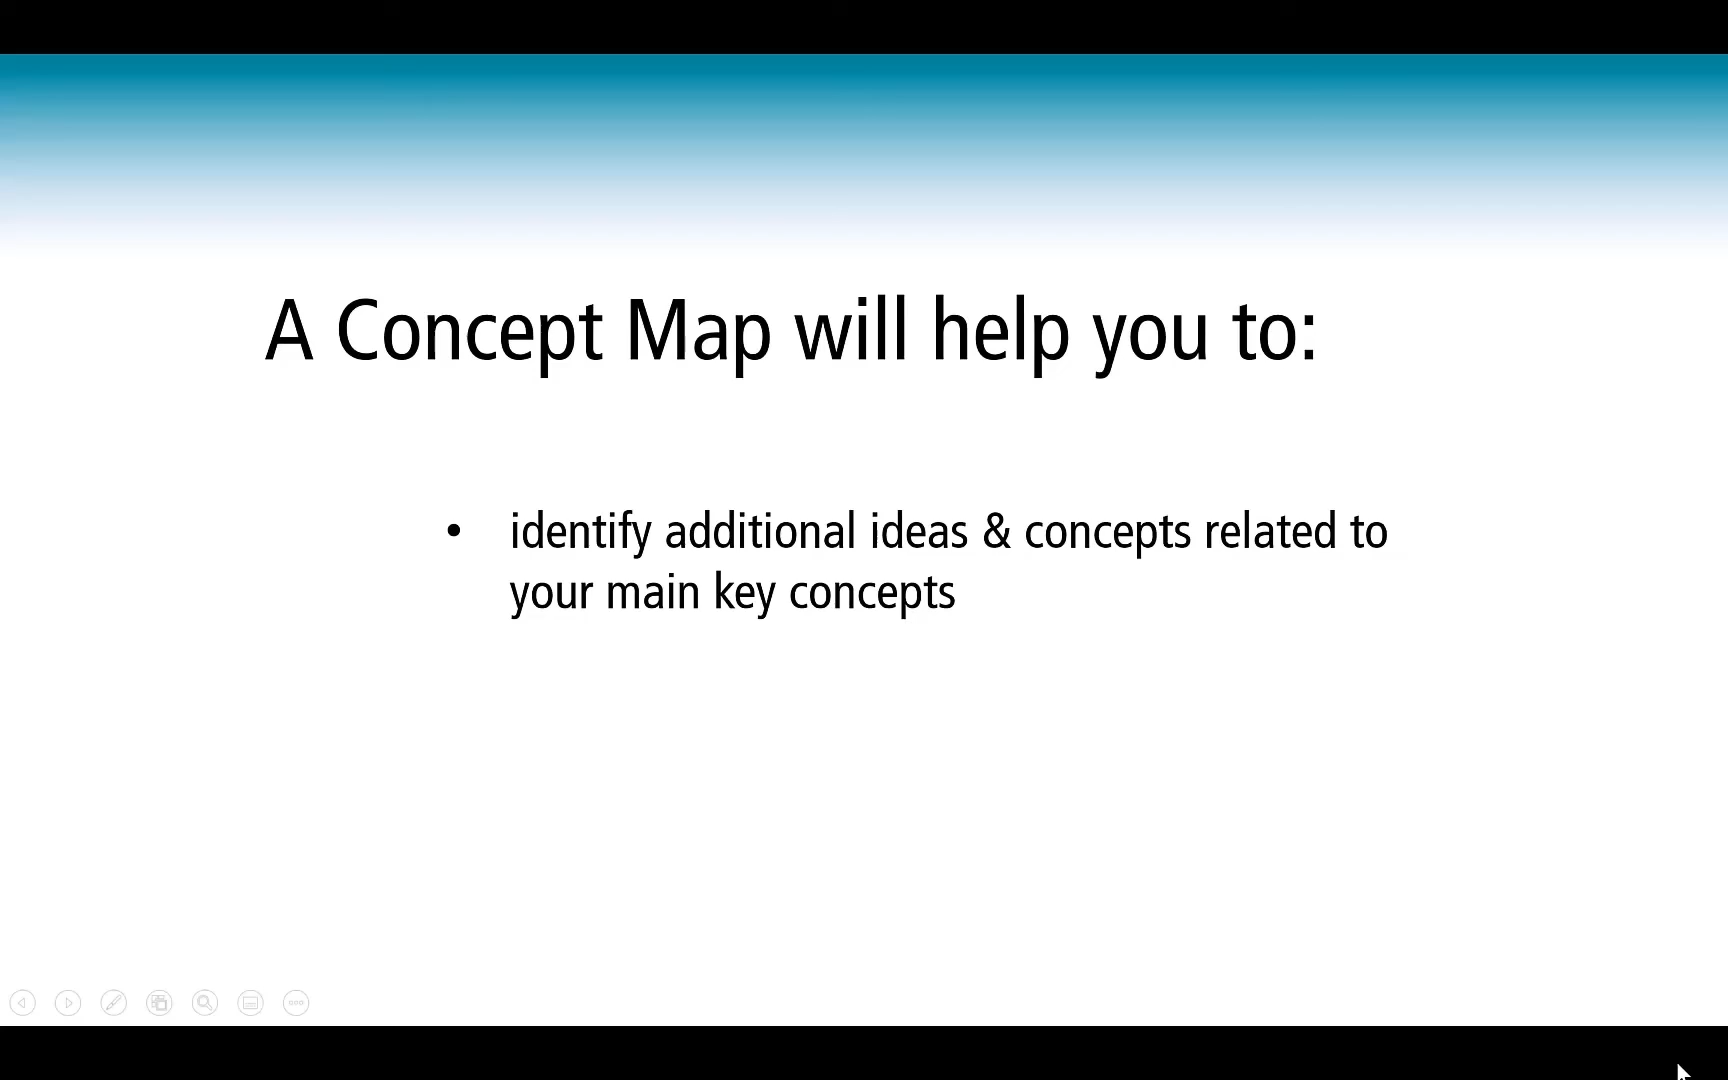 A Concept Map will help you to:
• identify additional ideas & concepts related to
your main key concepts